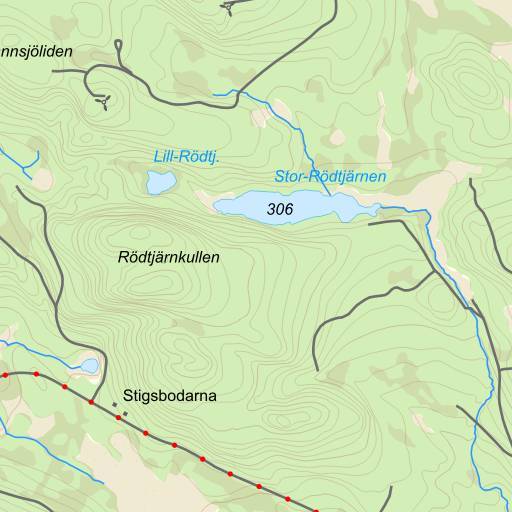 nnsjöliden
Lill-Rödtj.
Stor-Rödtjärnen
306
Rödtjärnkullen
Stigsbodarna